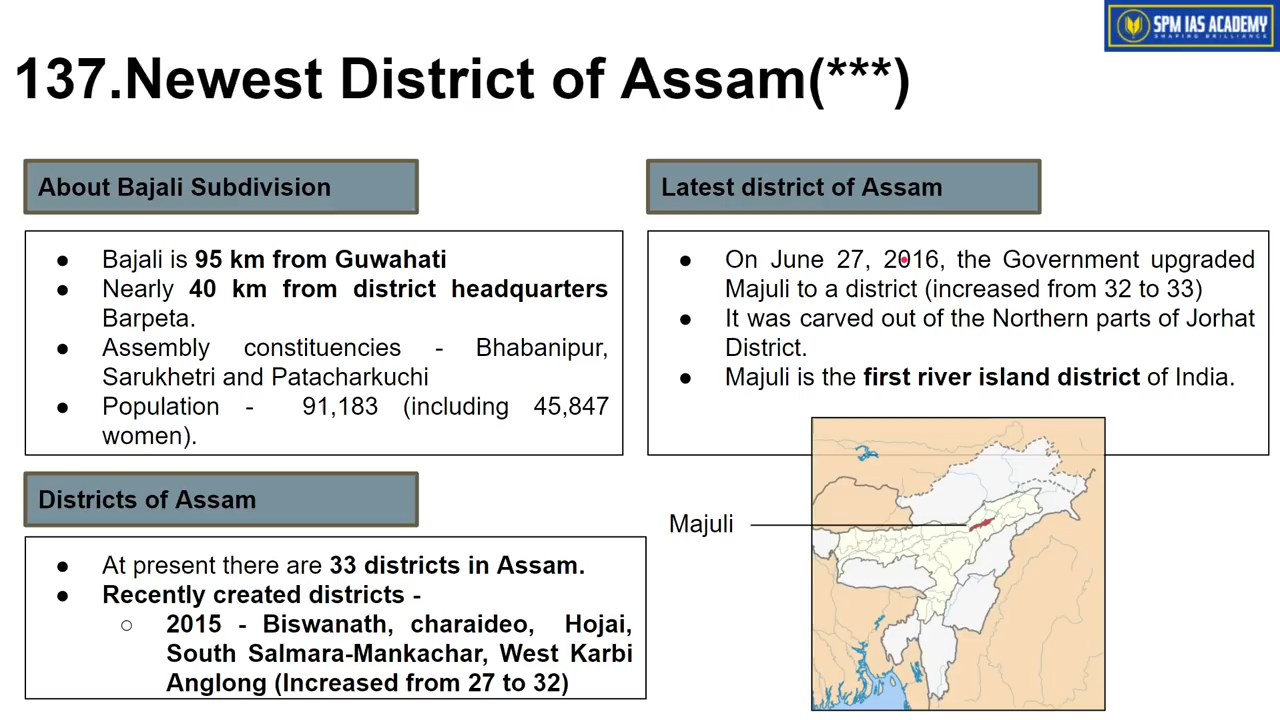 SPM IAS ACADEMY
SHAPING BRILLIANCE
137.Newest District of Assam(***)
About Bajali Subdivision
● Bajali is 95 km from Guwahati
● Nearly 40 km from district headquarters
Barpeta.
● Assembly constituencies - Bhabanipur,
Sarukhetri and Patacharkuchi
● Population - 91,183 (including 45,847
women).
Latest district of Assam
● On June 27, 2016, the Government upgraded
Majuli to a district (increased from 32 to 33)
● It was carved out of the Northern parts of Jorhat
District.
● Majuli is the first river island district of India.
Districts of Assam
● At present there are 33 districts in Assam.
● Recently created districts -
○ 2015 - Biswanath, charaideo, Hojai,
South Salmara-Mankachar, West Karbi
Anglong (Increased from 27 to 32)
Majuli